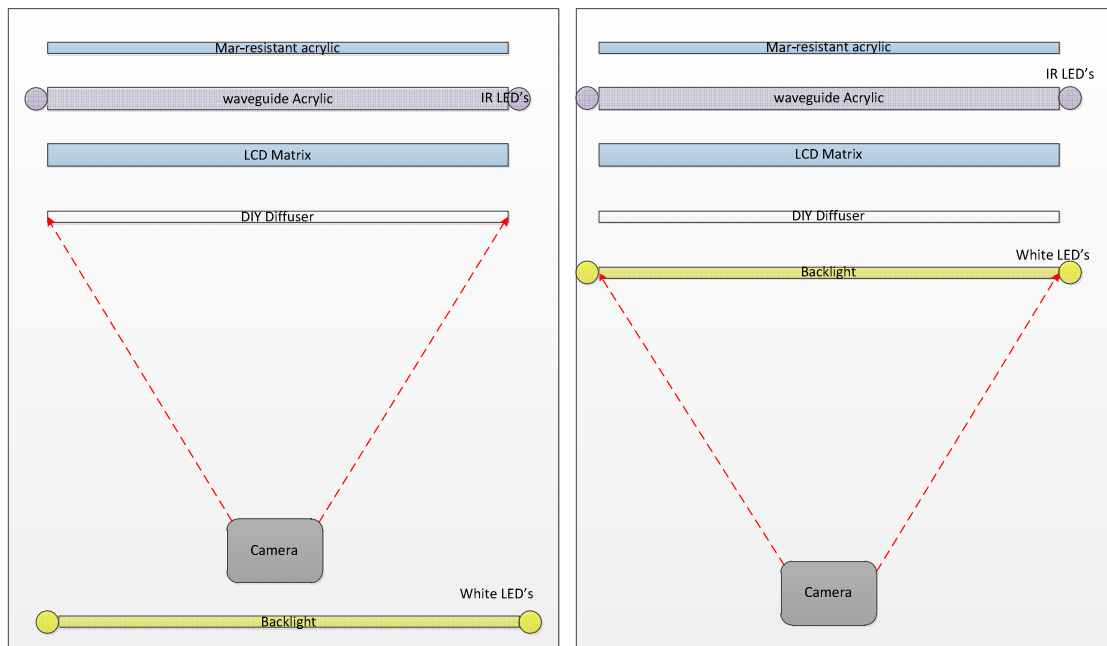 Mar-resistant acrylic
waveguide Acrylic
IR LED's
LCD Matrix
DIY Diffuser
Camera
White LED's
Backlight
Mar-resistant acrylic
IR LED's
waveguide Acrylic
LCD Matrix
DIY Diffuser
White LED's
Backlight
Camera